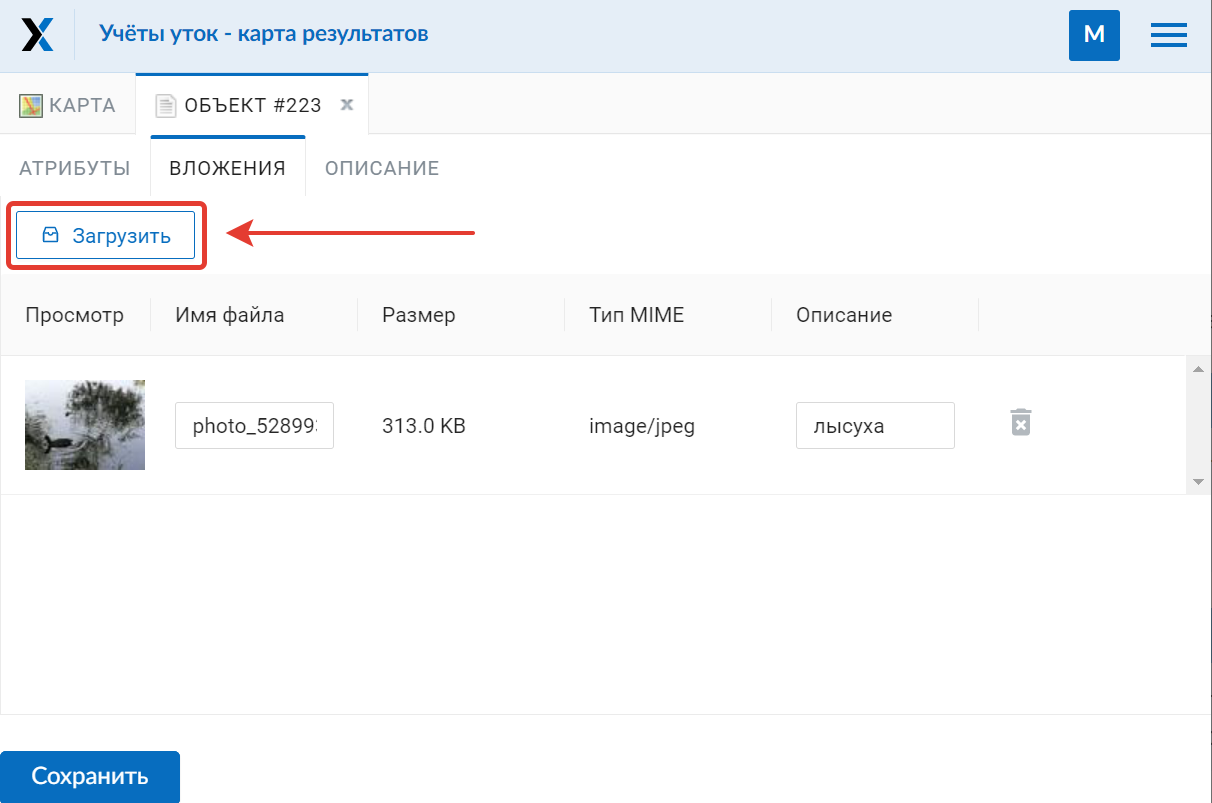 Учёты уток - карта результатов
М
КАРТА
ОБЪЕКТ #223
АТРИБУТЫ
ВЛОЖЕНИЯ
ОПИСАНИЕ
Загрузить
Просмотр
Имя файла
Размер
Тип MIME
Описание
photo_52899
313.0 KB
image/jpeg
лысуха
Сохранить